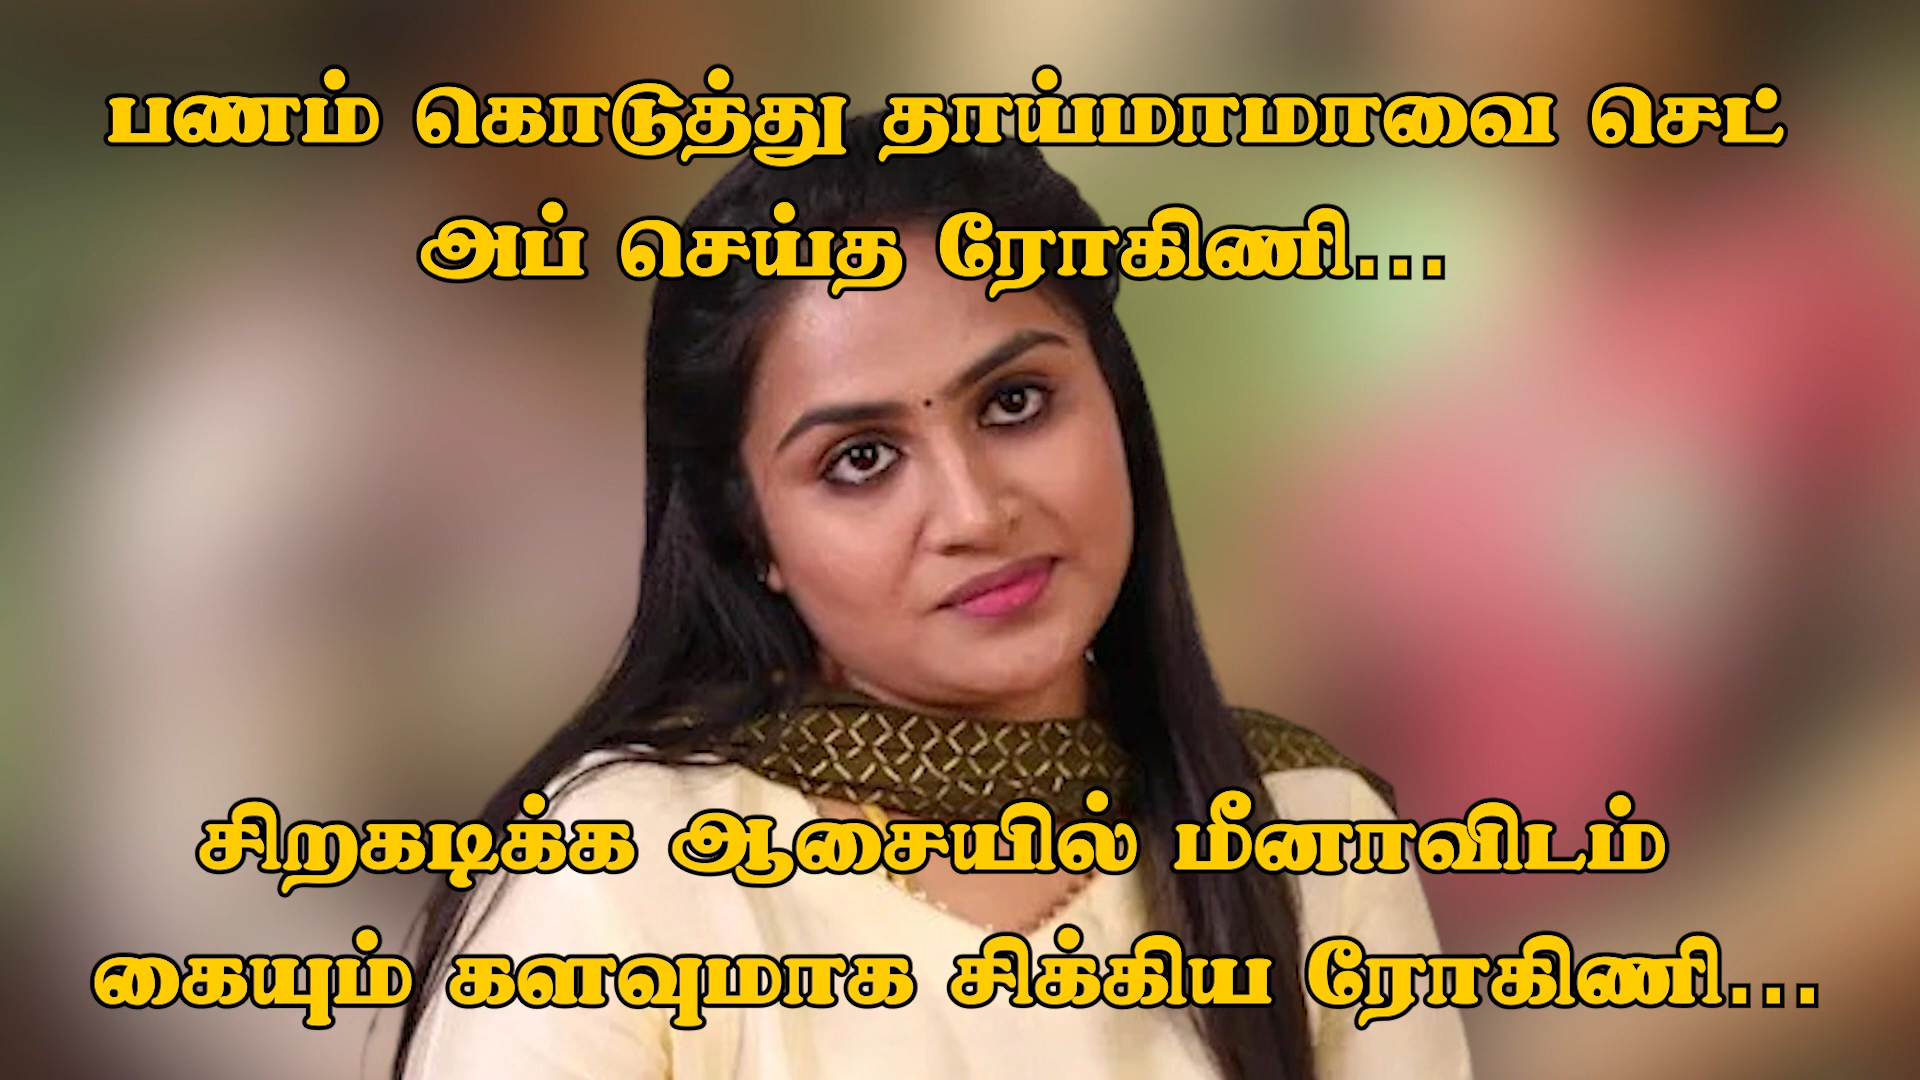 பணம் கொடுத்து தாய்மாமாவை செட்
அப் செய்த ரோகிணி...
சிறகடிக்க ஆசையில் மீனாவிடம்
கையும் களவுமாக சிக்கிய ரோகிணி...